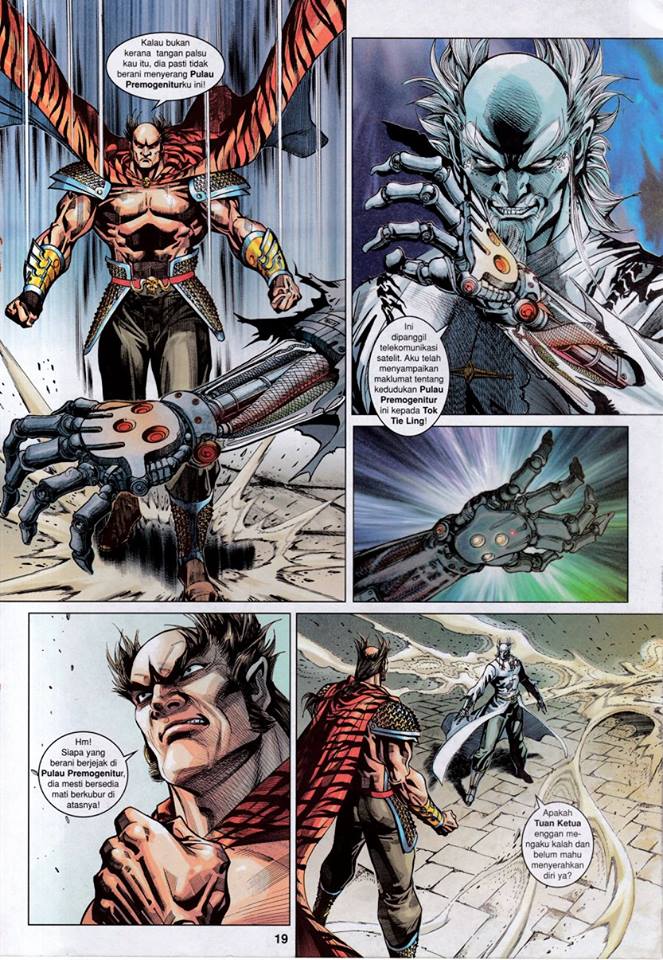 Kalau bukan
kerana tangan palsu
kau itu, dia pasti tidak
berani menyerang Pulau
Premogeniturku ini!
Ini
dipanggil
telekomunikasi
satelit. Aku telah
menyampaikan
maklumat tentang
kedudukan Pulau
Premogenitur
ini kepada Tok
Tie Ling!
Hm!
Siapa yang
berani berjejak di
Pulau Premogenitur,
dia mesti bersedia
mati berkubur di
atasnya!
Apakah
Tuan Ketua
enggan me-
ngaku kalah dan
belum mahu
menyerahkan
diri ya?
19